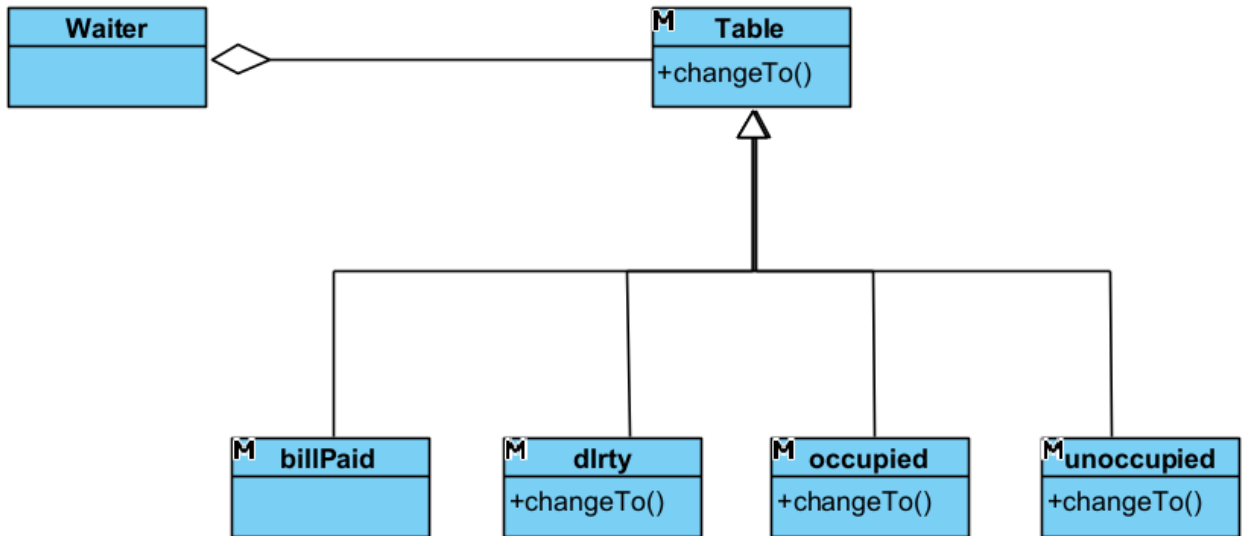 Waiter
M Table
+changeTo()
M billPaid
M dIrty
+changeTo()
M occupied
+changeTo()
M unoccupied
+changeTo()